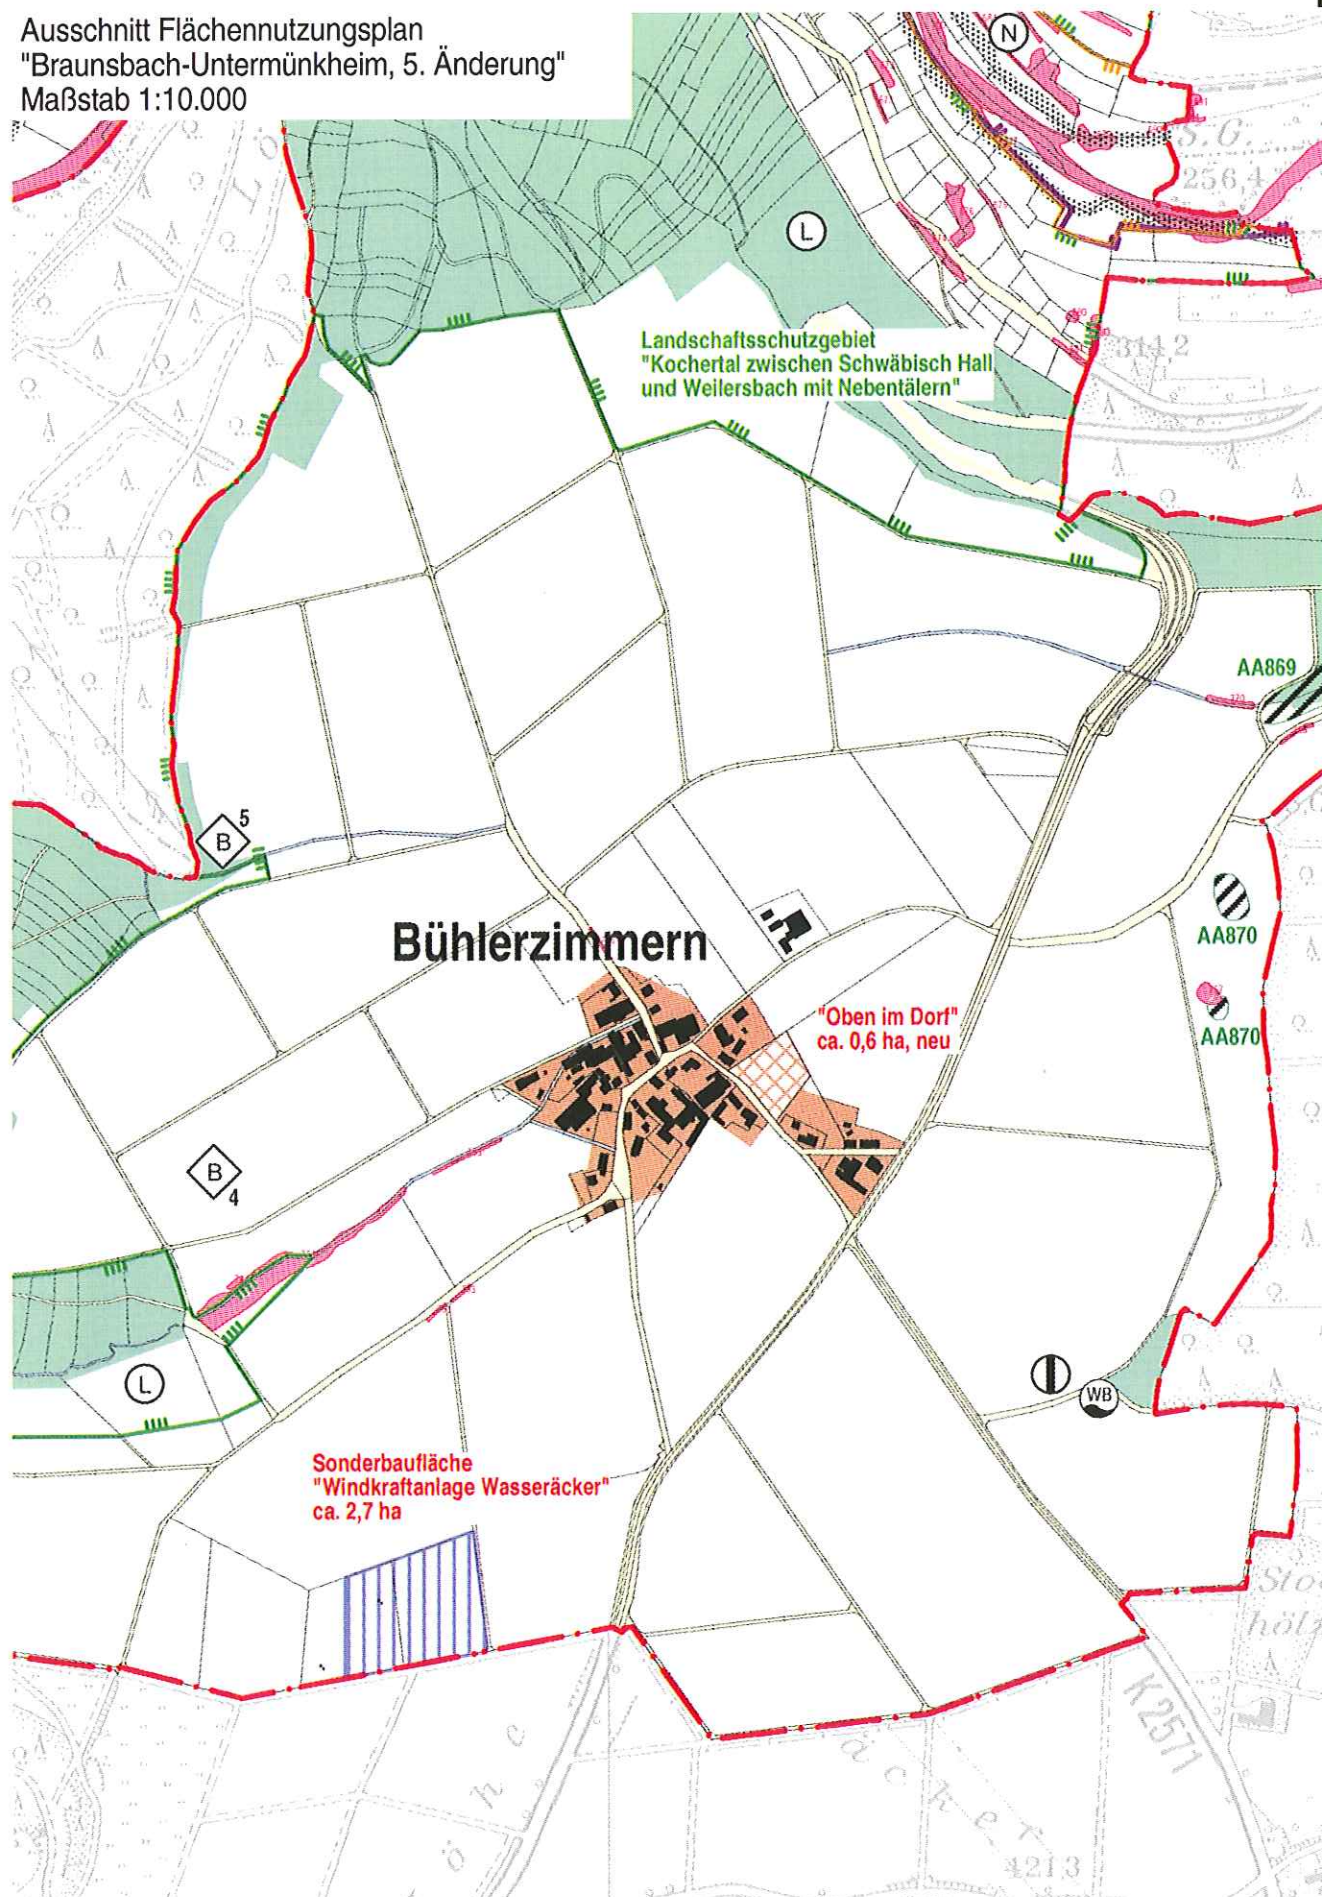 Ausschnitt Flächennutzungsplan
"Braunsbach-Untermünkheim, 5. Änderung"
Maßstab 1:10.000
N
S.G.
256,4
L
Landschaftsschutzgebiet
"Kochertal zwischen Schwäbisch Hall
und Weilersbach mit Nebentälern"
314,2
AA869
5
B
Bühlerzimmern
AA870
"Oben im Dorf"
ca. 0,6 ha, neu
AA870
B
4
L
WB
Sonderbaufläche
"Windkraftanlage Wasseräcker"
ca. 2,7 ha
K2571
äcker
421.3